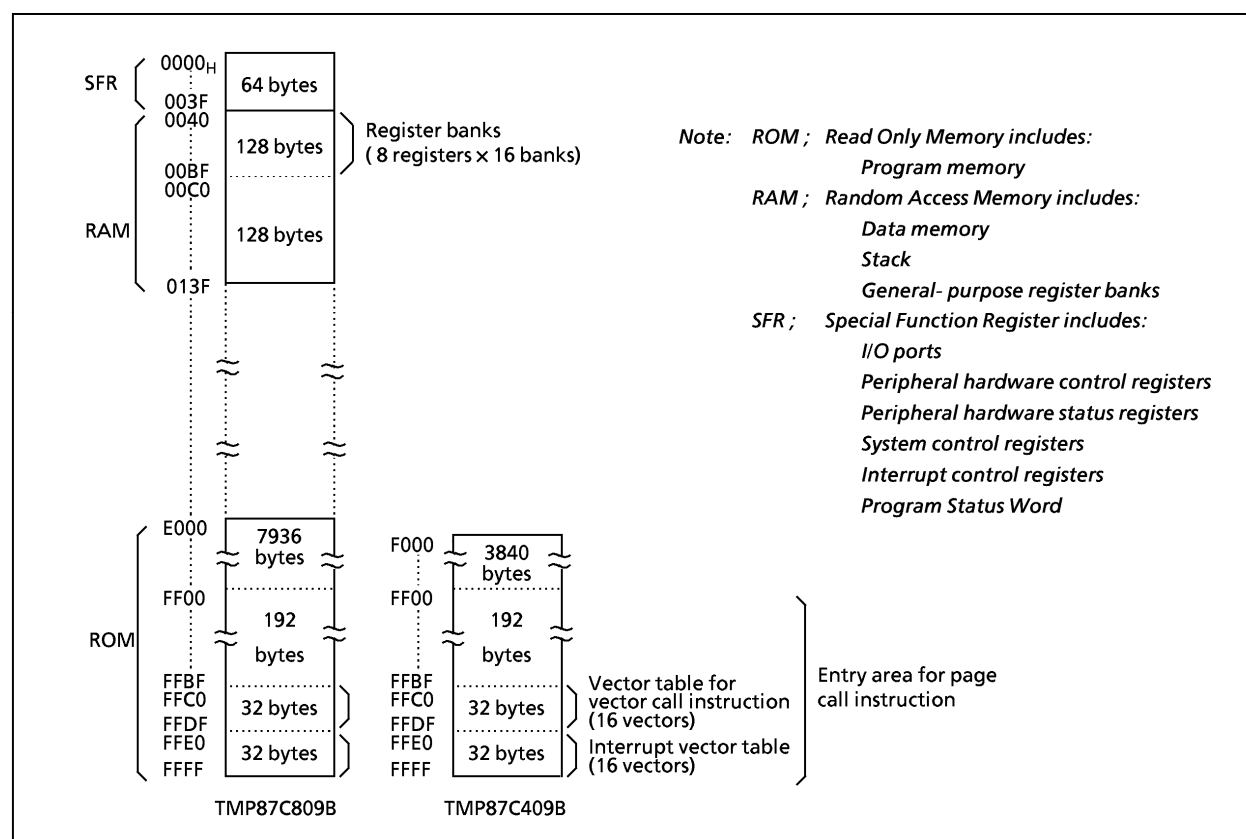 SFR
0000H
003F
64 bytes
RAM
0040
00BF
00C0
013F
128 bytes
Register banks
( 8 registers × 16 banks)
128 bytes
Note: ROM ; Read Only Memory includes:
Program memory
RAM ; Random Access Memory includes:
Data memory
Stack
General- purpose register banks
SFR ; Special Function Register includes:
I/O ports
Peripheral hardware control registers
Peripheral hardware status registers
System control registers
Interrupt control registers
Program Status Word
ROM
E000
FF00
FFBF
FFC0
FFDF
FFE0
FFFF
7936
bytes
192
bytes
32 bytes
32 bytes
TMP87C809B
F000
FF00
FFBF
FFC0
FFDF
FFE0
FFFF
3840
bytes
192
bytes
32 bytes
32 bytes
TMP87C409B
Vector table for
vector call instruction
(16 vectors)
Interrupt vector table
(16 vectors)
Entry area for page
call instruction